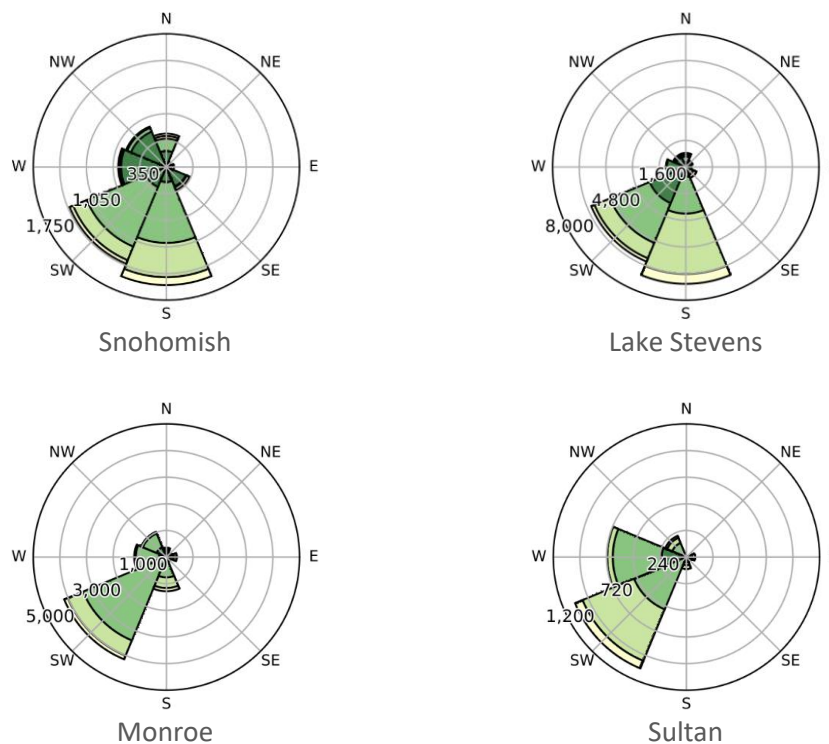 N
NW
NE
W
350
E
1,050
1,750
SW
SE
S
Snohomish
N
NW
NE
W
1,600
E
4,800
8,000
SW
SE
S
Lake Stevens
N
NW
NE
W
1,000
E
3,000
5,000
SW
SE
S
Monroe
N
NW
NE
W
240
E
720
1,200
SW
SE
S
Sultan